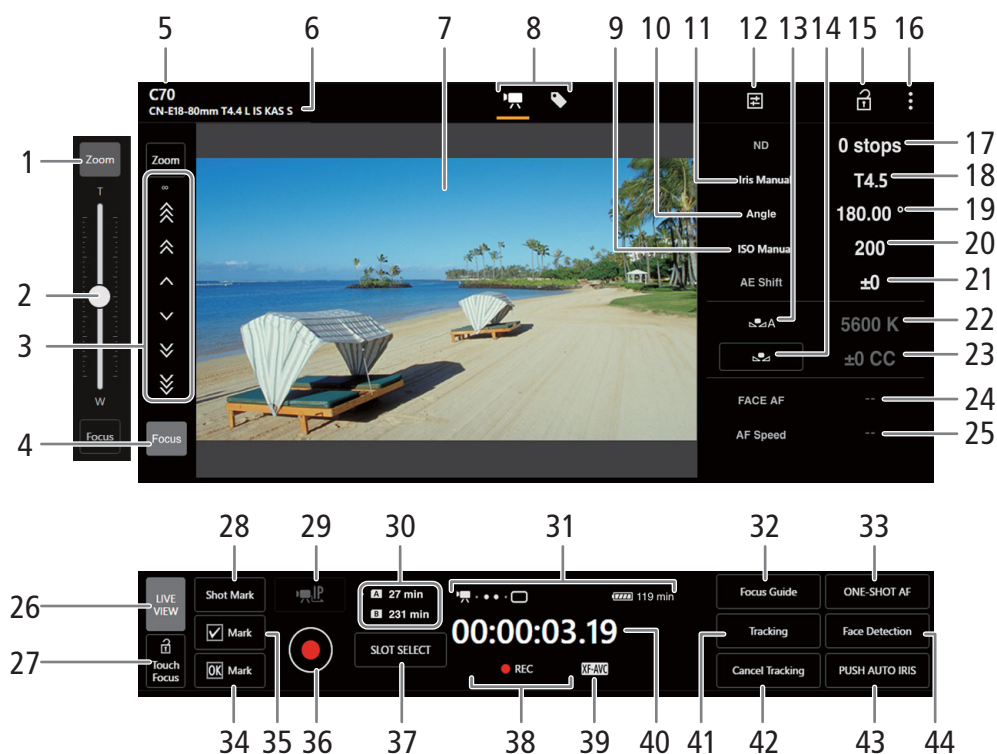 5 6 7 8 9 10 11 12 13 14 15 16
C70
CN-E18-80mm T4.4 L IS KAS S
1 Zoom
T
2
3
W
Focus
4
Zoom
∞
Focus
ND 0 stops 17
Iris Manual T4.5 18
Angle 180.00 ° 19
ISO Manual 200 20
AE Shift ±0 21
A 5600 K 22
±0 CC 23
FACE AF -- 24
AF Speed -- 25
28 29 30 31 32 33
26 LIVE VIEW
27 Touch Focus
Shot Mark
Mark
OK Mark
IP
A 27 min
B 231 min
SLOT SELECT
119 min
00:00:03.19
REC
XF-AVC
Focus Guide
ONE-SHOT AF
Tracking
Face Detection
Cancel Tracking
PUSH AUTO IRIS
34 35 36 37 38 39 40 41 42 43 44